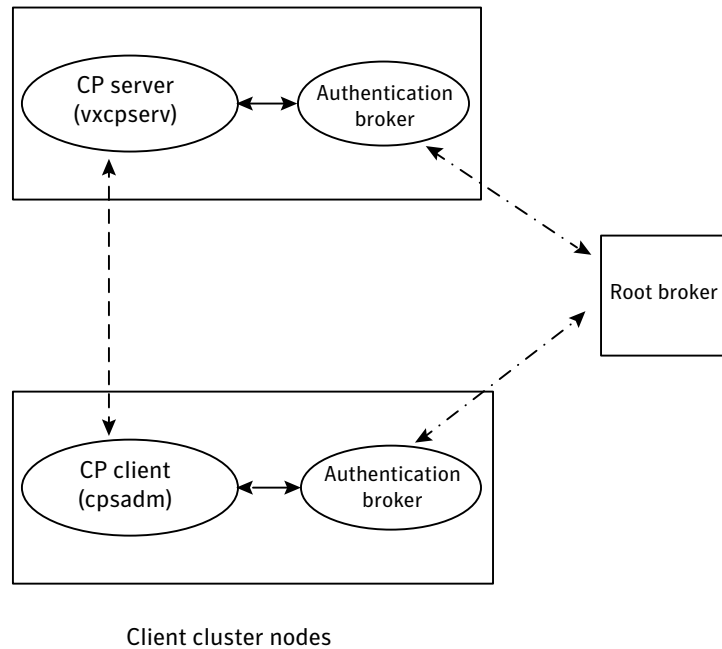 CP server
(vxcpserv)
Authentication
broker
Root broker
CP client
(cpsadm)
Authentication
broker
Client cluster nodes